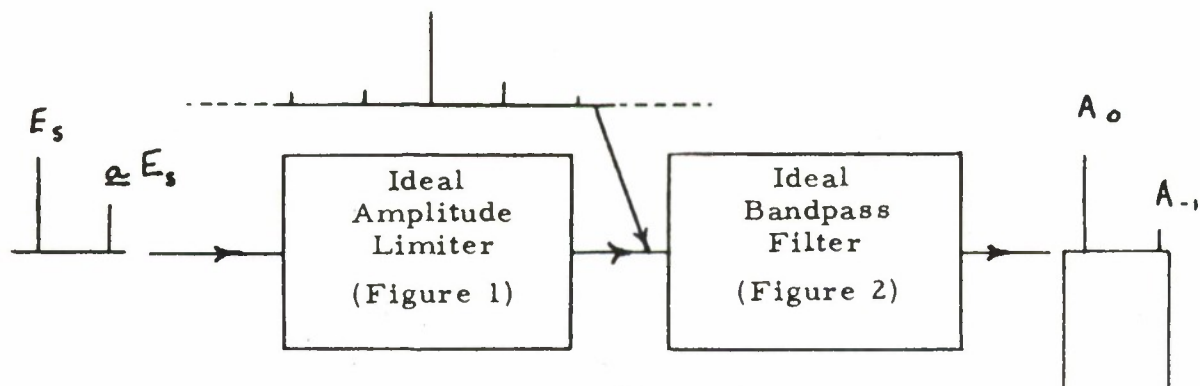 E_s
a E_s
Ideal
Amplitude
Limiter
(Figure 1)
Ideal
Bandpass
Filter
(Figure 2)
A_o
A_-1